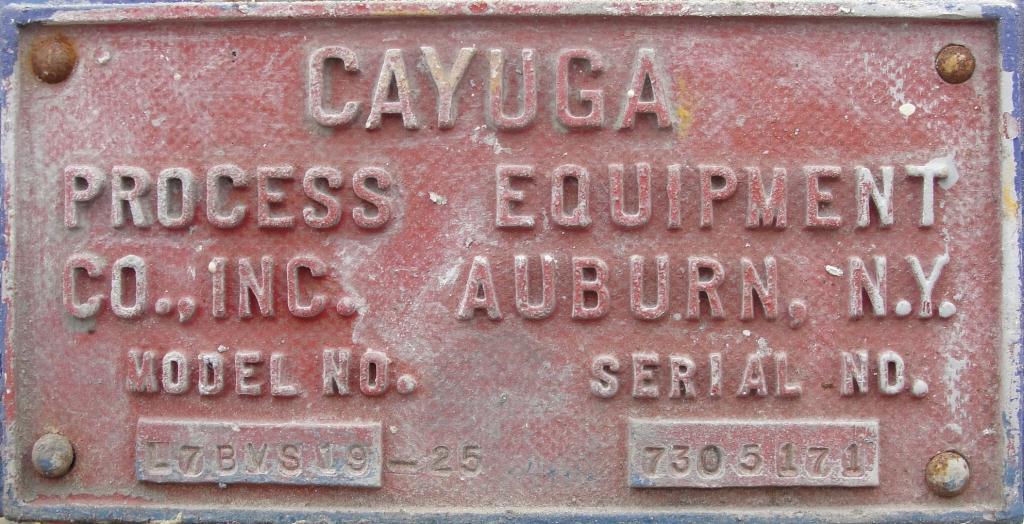 CAYUGA
PROCESS EQUIPMENT
CO., INC. AUBURN, N.Y.
MODEL NO. SERIAL NO.
L7BVS19-25 7305171